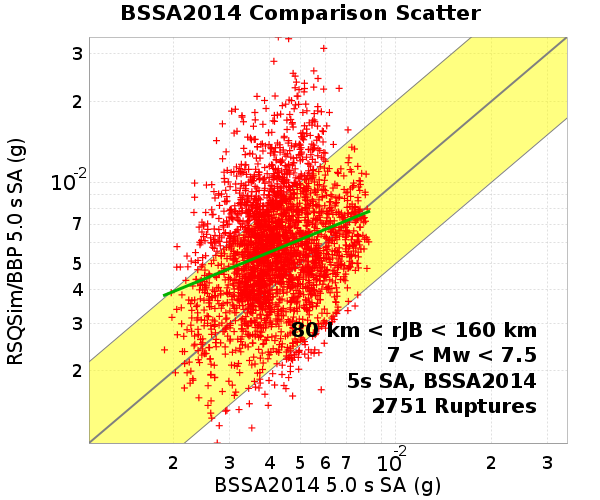 BSSA2014 Comparison Scatter
RSQSim/BBP 5.0 s SA (g)
3
2
10-2
7
5
4
3
2
80 km < rJB < 160 km
7 < Mw < 7.5
5s SA, BSSA2014
2751 Ruptures
2 3 4 5 6 7 10-2 2 3
BSSA2014 5.0 s SA (g)